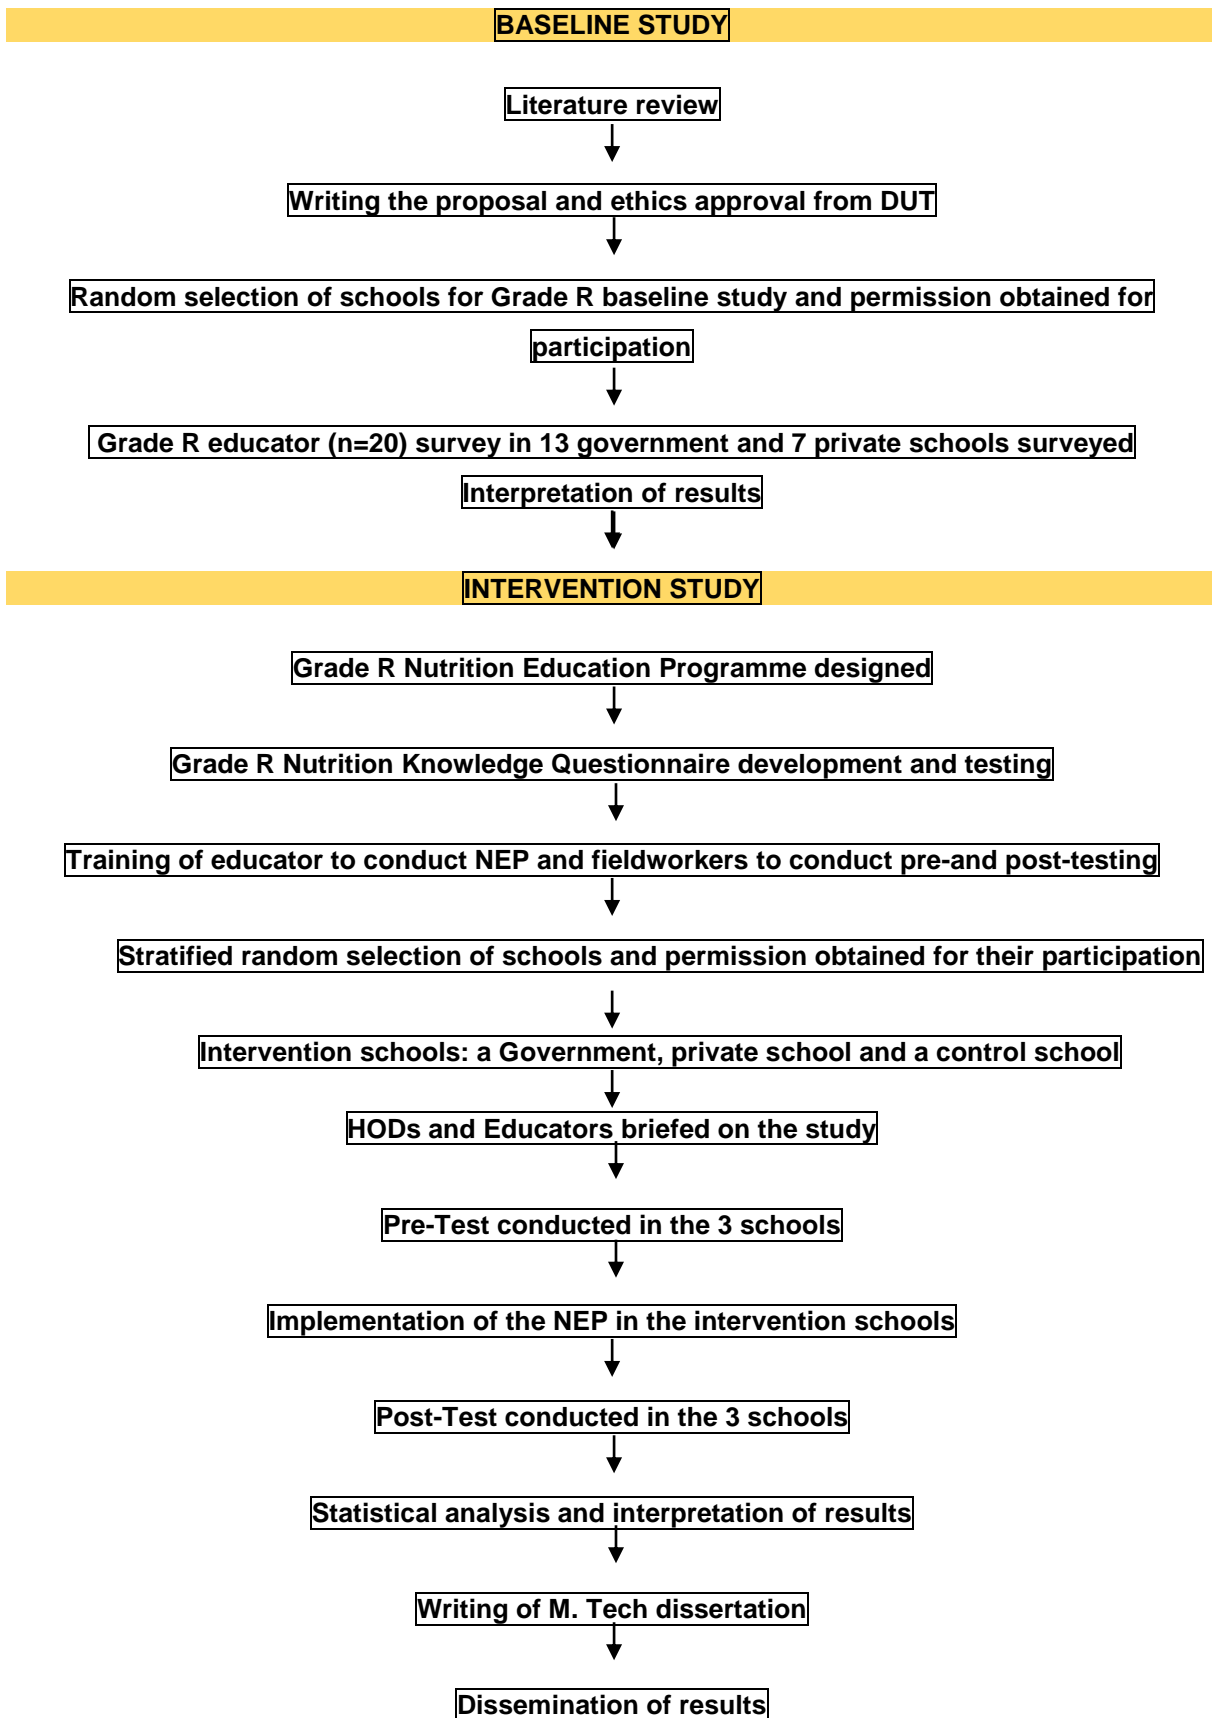 BASELINE STUDY
Literature review
Writing the proposal and ethics approval from DUT
Random selection of schools for Grade R baseline study and permission obtained for
participation
Grade R educator (n=20) survey in 13 government and 7 private schools surveyed
Interpretation of results
INTERVENTION STUDY
Grade R Nutrition Education Programme designed
Grade R Nutrition Knowledge Questionnaire development and testing
Training of educator to conduct NEP and fieldworkers to conduct pre-and post-testing
Stratified random selection of schools and permission obtained for their participation
Intervention schools: a Government, private school and a control school
HODs and Educators briefed on the study
Pre-Test conducted in the 3 schools
Implementation of the NEP in the intervention schools
Post-Test conducted in the 3 schools
Statistical analysis and interpretation of results
Writing of M. Tech dissertation
Dissemination of results